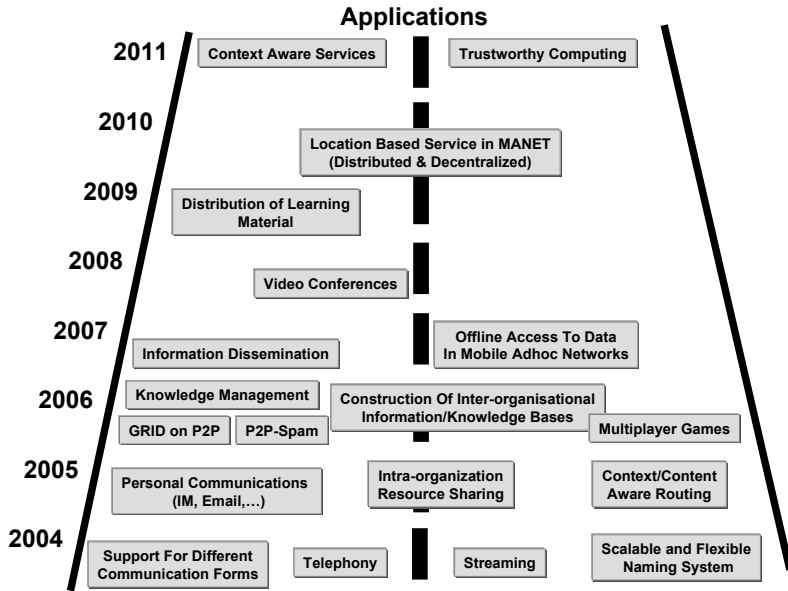 Applications
2011
Context Aware Services
Trustworthy Computing
2010
Location Based Service in MANET
(Distributed & Decentralized)
2009
Distribution of Learning
Material
2008
Video Conferences
2007
Offline Access To Data
In Mobile Adhoc Networks
Information Dissemination
2006
Knowledge Management
Construction Of Inter-organisational
Information/Knowledge Bases
GRID on P2P
P2P-Spam
Multiplayer Games
2005
Personal Communications
(IM, Email,…)
Intra-organization
Resource Sharing
Context/Content
Aware Routing
2004
Support For Different
Communication Forms
Telephony
Streaming
Scalable and Flexible
Naming System